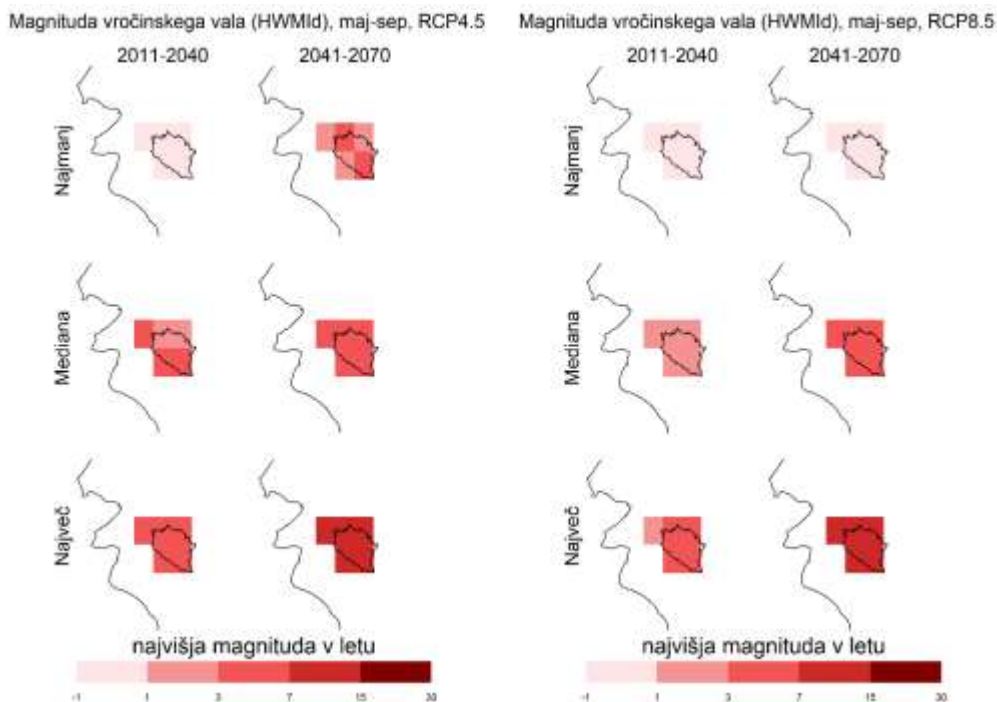 Magnituda vročinskega vala (HWMId), maj-sep, RCP4.5
2011-2040 2041-2070
Najmanj
Mediana
Največ
najvišja magnituda v letu
-1 1 3 7 15 30
Magnituda vročinskega vala (HWMId), maj-sep, RCP8.5
2011-2040 2041-2070
Najmanj
Mediana
Največ
najvišja magnituda v letu
-1 1 3 7 15 30